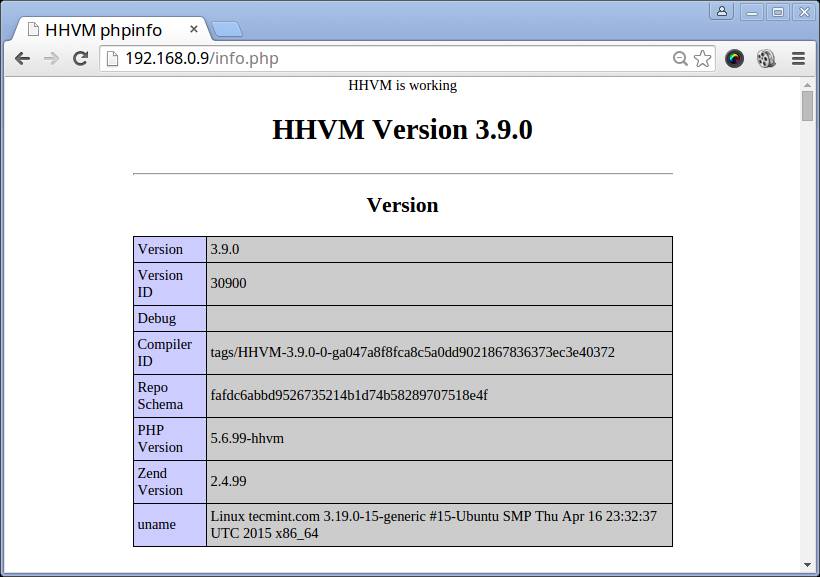 HHVM phpinfo
192.168.0.9/info.php
HHVM is working
HHVM Version 3.9.0
Version
Version 3.9.0
Version
ID
30900
Debug
Compiler
ID
tags/HHVM-3.9.0-0-ga047a8f8fca8c5a0dd9021867836373ec3e40372
Repo
Schema
fafdc6abbd9526735214b1d74b58289707518e4f
PHP
Version
5.6.99-hhvm
Zend
Version
2.4.99
uname
Linux tecmint.com 3.19.0-15-generic #15-Ubuntu SMP Thu Apr 16 23:32:37
UTC 2015 x86_64